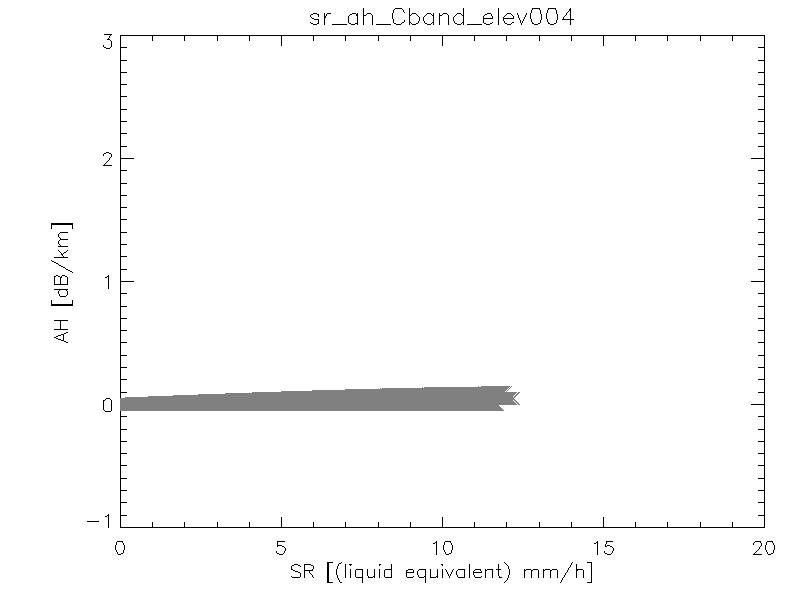 sr_ah_Cband_elev004
3
2
1
0
-1
AH [dB/km]
0 5 10 15 20
SR [(liquid equivalent) mm/h]